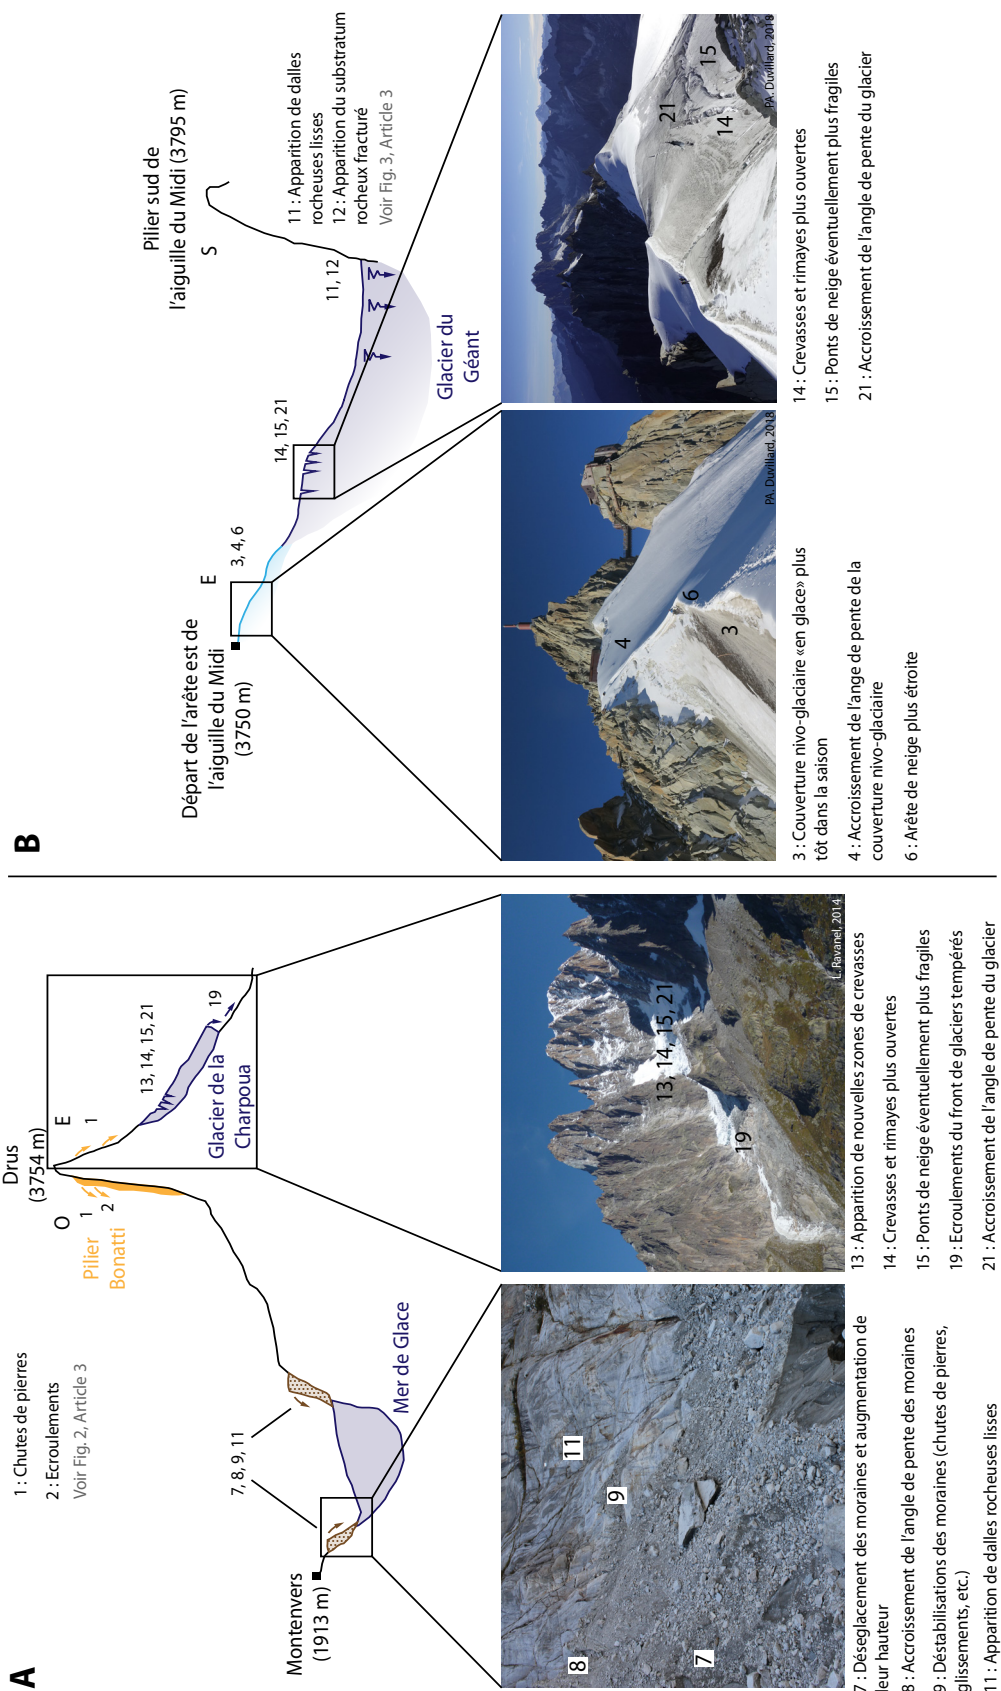 A
1 : Chutes de pierres
2 : Ecroulements
Voir Fig. 2, Article 3
Drus
(3754 m)
O
E
1
2
1
Pilier
Bonatti
13, 14, 15, 21
19
Glacier de la
Charpoua
7, 8, 9, 11
Mer de Glace
Montenvers
(1913 m)
8
9
11
7
13, 14, 15, 21
19
L. Ravanel, 2014
7 : Déseglacement des moraines et augmentation de
leur hauteur
8 : Accroissement de l'angle de pente des moraines
9 : Déstabilisations des moraines (chutes de pierres,
glissements, etc.)
11 : Apparition de dalles rocheuses lisses
13 : Apparition de nouvelles zones de crevasses
14 : Crevasses et rimayes plus ouvertes
15 : Ponts de neige éventuellement plus fragiles
19 : Ecroulements du front de glaciers tempérés
21 : Accroissement de l'angle de pente du glacier
B
Départ de l'arête est de
l'aiguille du Midi
(3750 m)
E
3, 4, 6
14, 15, 21
Pilier sud de
l'aiguille du Midi (3795 m)
S
11, 12
11 : Apparition de dalles
rocheuses lisses
12 : Apparition du substratum
rocheux fracturé
Voir Fig. 3, Article 3
Glacier du
Géant
4
6
3
PA. Duvillard, 2018
21
14
15
PA. Duvillard, 2018
3 : Couverture nivo-glaciaire «en glace» plus
tôt dans la saison
4 : Accroissement de l'ange de pente de la
couverture nivo-glaciaire
6 : Arête de neige plus étroite
14 : Crevasses et rimayes plus ouvertes
15 : Ponts de neige éventuellement plus fragiles
21 : Accroissement de l'angle de pente du glacier